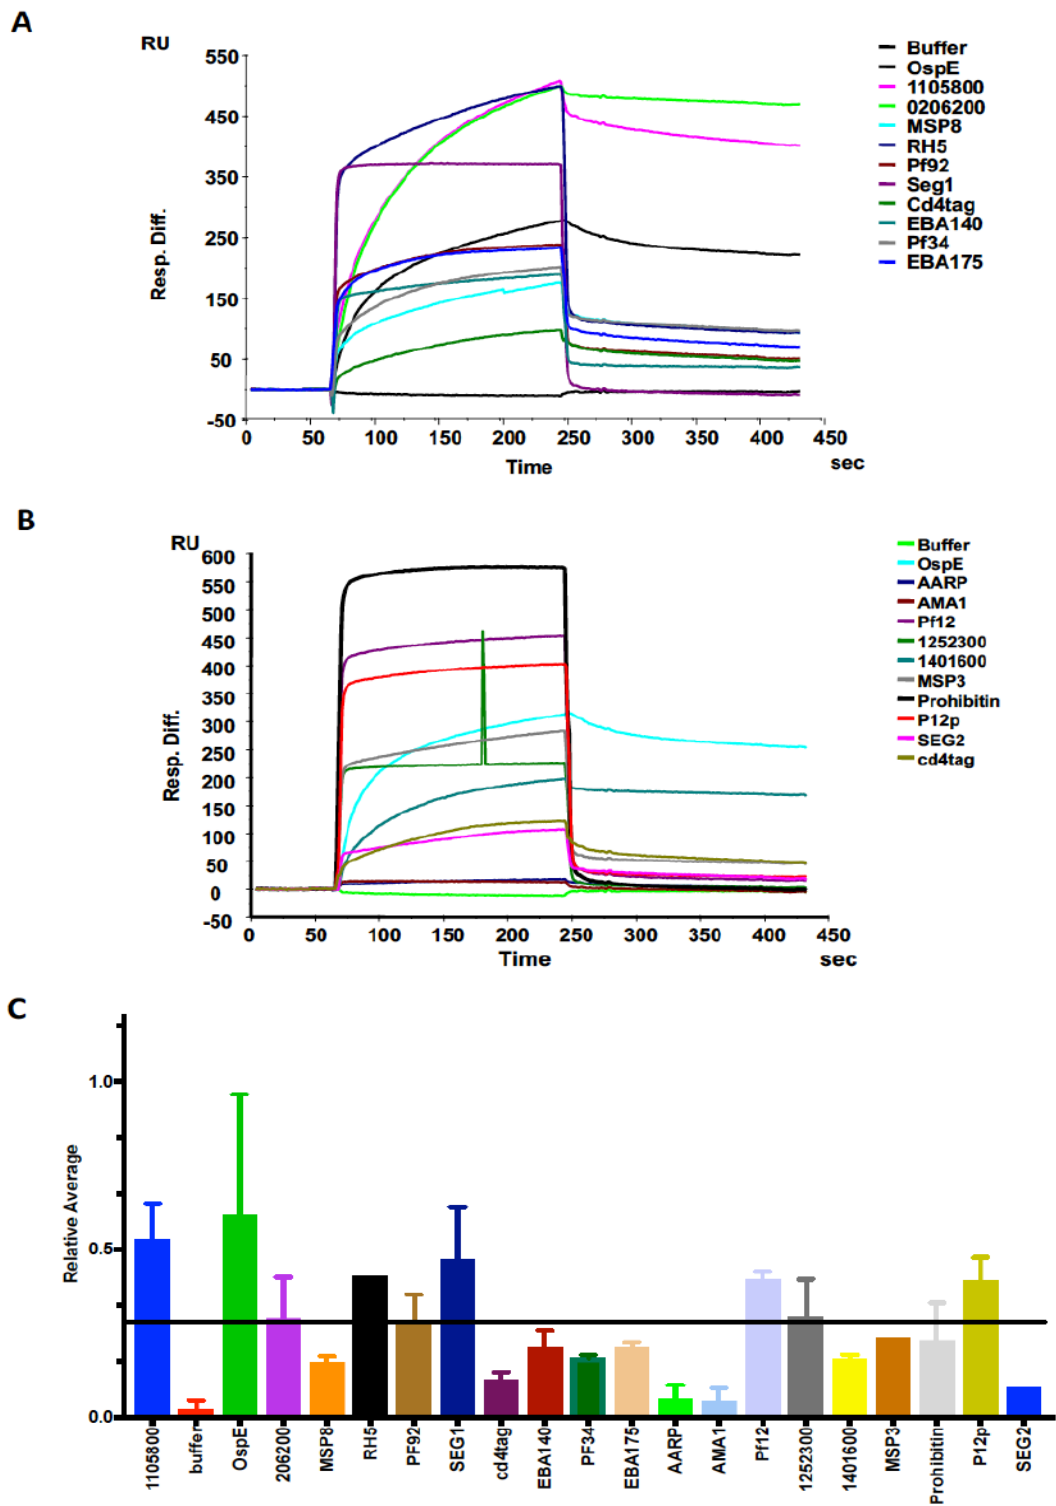 A
RU
550
450
350
250
150
50
-50
0 50 100 150 200 250 300 350 400 450
Resp. Diff.
Time
sec
Buffer
OspE
1105800
0206200
MSP8
RH5
Pf92
Seg1
Cd4tag
EBA140
Pf34
EBA175
B
RU
600
550
500
450
400
350
300
250
200
150
100
50
0
-50
0 50 100 150 200 250 300 350 400 450
Resp. Diff.
Time
sec
Buffer
OspE
AARP
AMA1
Pf12
1252300
1401600
MSP3
Prohibitin
P12p
SEG2
cd4tag
C
1.0
0.5
0.0
Relative Average
1105800
buffer
OspE
206200
MSP8
RH5
PF92
SEG1
cd4tag
EBA140
PF34
EBA175
AARP
AMA1
Pf12
1252300
1401600
MSP3
Prohibitin
P12p
SEG2